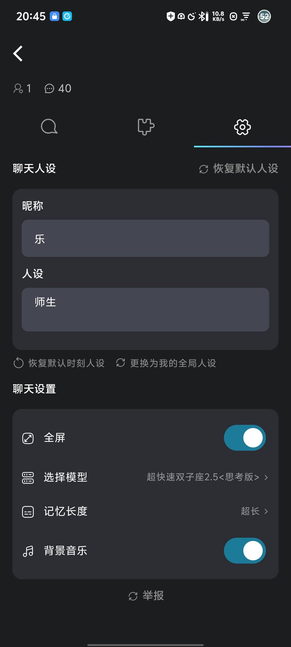 20:45
10.8
KB/s
52
1
40
聊天人设
恢复默认人设
昵称
乐
人设
师生
恢复默认时刻人设 更换为我的全局人设
聊天设置
全屏
选择模型 超快速双子座2.5<思考版> >
记忆长度 超长 >
背景音乐
举报